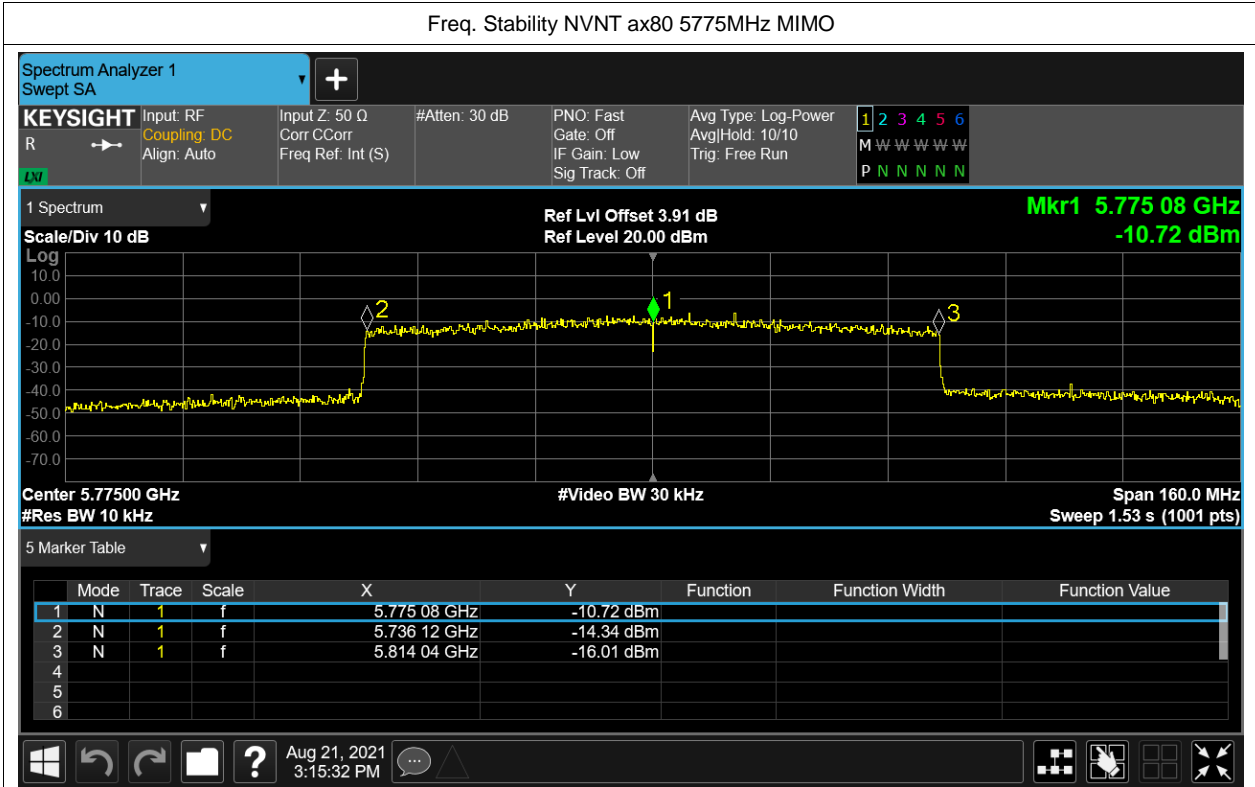 Freq. Stability NVNT ax80 5775MHz MIMO
Spectrum Analyzer 1
Swept SA
KEYSIGHT Input: RF Input Z: 50 Ω #Atten: 30 dB PNO: Fast Avg Type: Log-Power 1 2 3 4 5 6
R Coupling: DC Corr CCorr Gate: Off Avg|Hold: 10/10 M W W W W W
Align: Auto Freq Ref: Int (S) IF Gain: Low Trig: Free Run
LXI Sig Track: Off P N N N N N
1 Spectrum Ref Lvl Offset 3.91 dB Mkr1 5.775 08 GHz
Scale/Div 10 dB Ref Level 20.00 dBm -10.72 dBm
Log
10.0
0.00
-10.0
-20.0
-30.0
-40.0
-50.0
-60.0
-70.0
2 1 3
Center 5.77500 GHz #Video BW 30 kHz Span 160.0 MHz
#Res BW 10 kHz Sweep 1.53 s (1001 pts)
5 Marker Table
Mode Trace Scale X Y Function Function Width Function Value
1 N 1 f 5.775 08 GHz -10.72 dBm
2 N 1 f 5.736 12 GHz -14.34 dBm
3 N 1 f 5.814 04 GHz -16.01 dBm
4
5
6
? Aug 21, 2021
3:15:32 PM